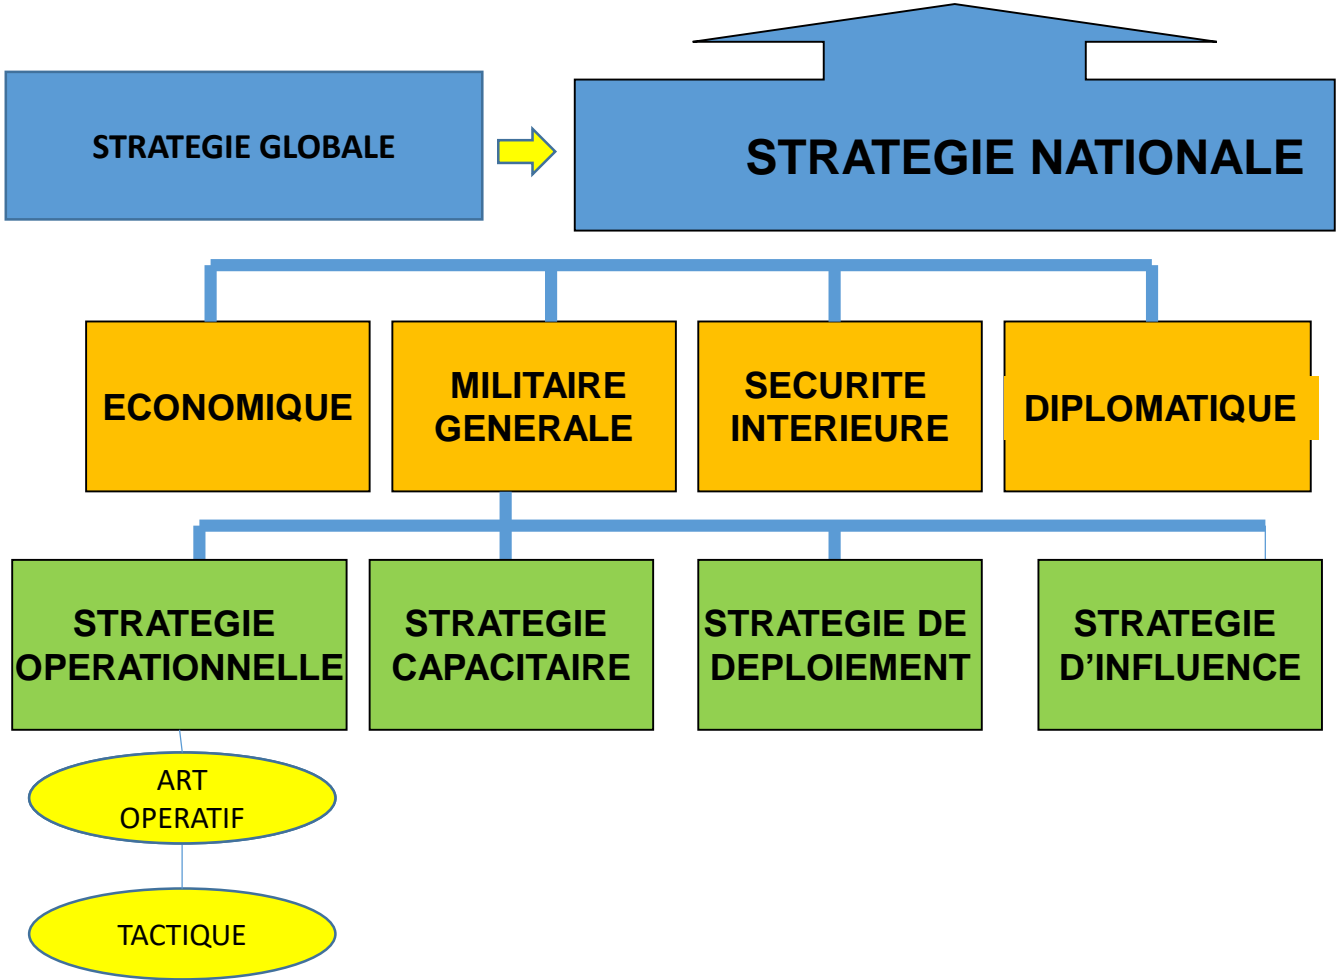 STRATEGIE GLOBALE
STRATEGIE NATIONALE
ECONOMIQUE
MILITAIRE
GENERALE
SECURITE
INTERIEURE
DIPLOMATIQUE
STRATEGIE
OPERATIONNELLE
STRATEGIE
CAPACITAIRE
STRATEGIE DE
DEPLOIEMENT
STRATEGIE
D’INFLUENCE
ART
OPERATIF
TACTIQUE